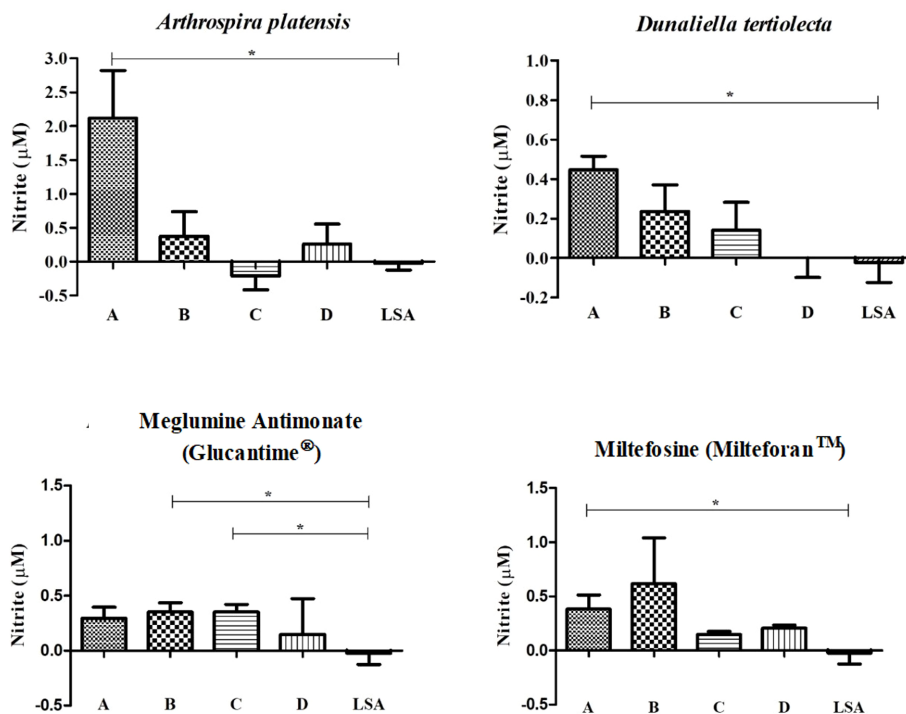 Arthrospira platensis
*
3.0
2.5
2.0
1.5
1.0
0.5
0.0
-0.5
Nitrite (μM)
A B C D LSA
Dunaliella tertiolecta
*
1.0
0.8
0.6
0.4
0.2
0.0
-0.2
Nitrite (μM)
A B C D LSA
Meglumine Antimonate
(Glucantime®)
*
*
1.5
1.0
0.5
0.0
-0.5
Nitrite (μM)
A B C D LSA
Miltefosine (Milteforan™)
*
1.5
1.0
0.5
0.0
-0.5
Nitrite (μM)
A B C D LSA